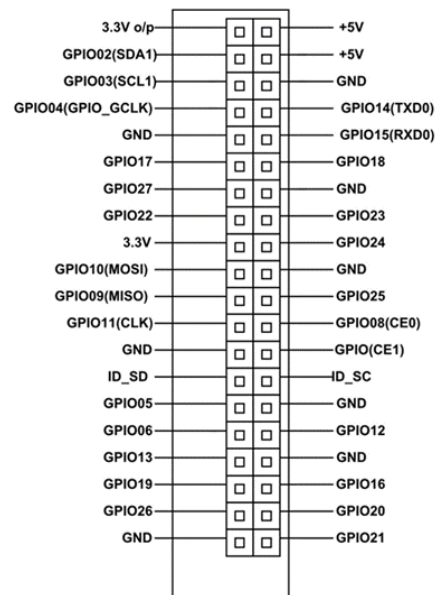 3.3V o/p +5V
GPIO02(SDA1) +5V
GPIO03(SCL1) GND
GPIO04(GPIO_GCLK) GPIO14(TXD0)
GND GPIO15(RXD0)
GPIO17 GPIO18
GPIO27 GND
GPIO22 GPIO23
3.3V GPIO24
GPIO10(MOSI) GND
GPIO09(MISO) GPIO25
GPIO11(CLK) GPIO08(CE0)
GND GPIO(CE1)
ID_SD ID_SC
GPIO05 GND
GPIO06 GPIO12
GPIO13 GND
GPIO19 GPIO16
GPIO26 GPIO20
GND GPIO21